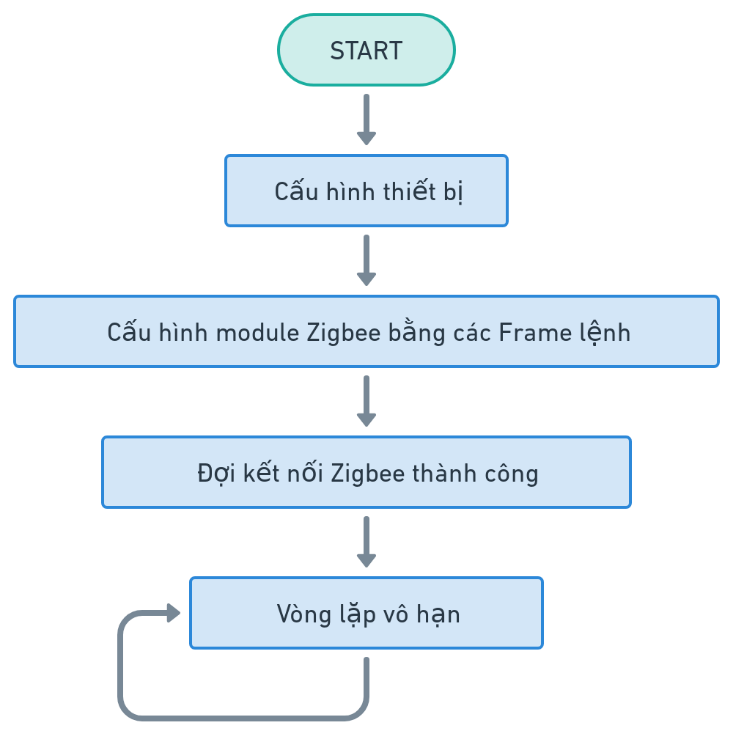 START
Cấu hình thiết bị
Cấu hình module Zigbee bằng các Frame lệnh
Đợi kết nối Zigbee thành công
Vòng lặp vô hạn